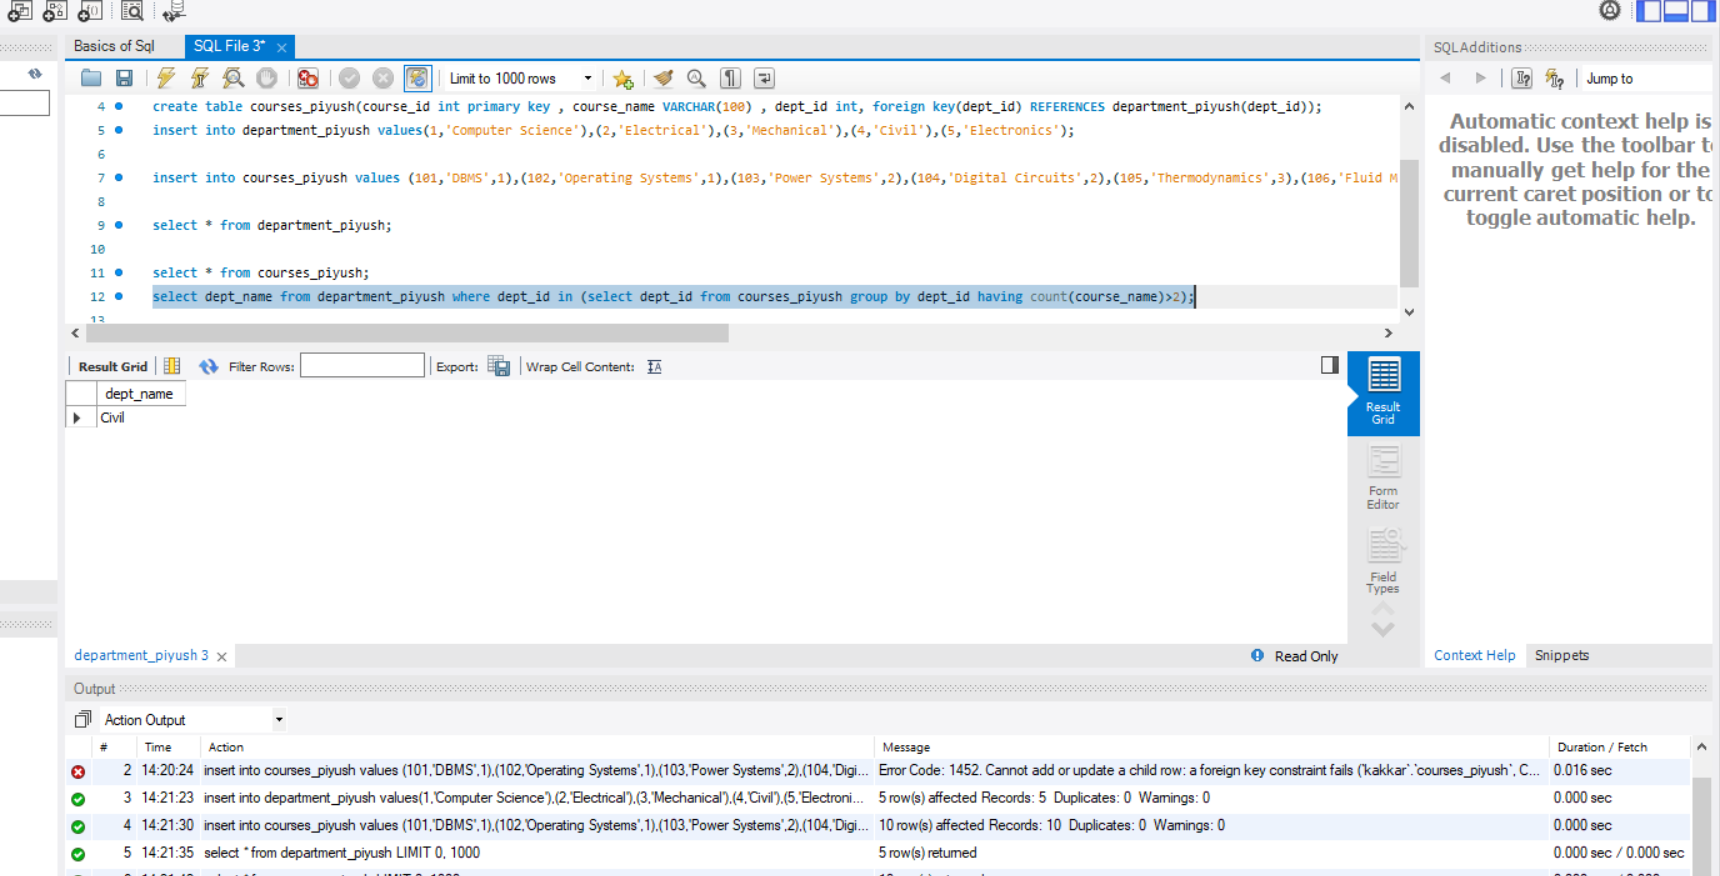 Basics of Sql
SQL File 3*
Limit to 1000 rows
4 create table courses_piyush(course_id int primary key , course_name VARCHAR(100) , dept_id int, foreign key(dept_id) REFERENCES department_piyush(dept_id));
5 insert into department_piyush values(1,'Computer Science'),(2,'Electrical'),(3,'Mechanical'),(4,'Civil'),(5,'Electronics');
6
7 insert into courses_piyush values (101,'DBMS',1),(102,'Operating Systems',1),(103,'Power Systems',2),(104,'Digital Circuits',2),(105,'Thermodynamics',3),(106,'Fluid M
8
9 select * from department_piyush;
10
11 select * from courses_piyush;
12 select dept_name from department_piyush where dept_id in (select dept_id from courses_piyush group by dept_id having count(course_name)>2);
13
SQLAdditions
Jump to
Automatic context help is
disabled. Use the toolbar to
manually get help for the
current caret position or to
toggle automatic help.
Result Grid
Filter Rows:
Export:
Wrap Cell Content:
dept_name
Civil
Result
Grid
Form
Editor
Field
Types
department_piyush 3
Read Only
Context Help
Snippets
Output
Action Output
# Time Action Message Duration / Fetch
2 14:20:24 insert into courses_piyush values (101,'DBMS',1),(102,'Operating Systems',1),(103,'Power Systems',2),(104,'Digi... Error Code: 1452. Cannot add or update a child row: a foreign key constraint fails (`kakkar`.`courses_piyush`, C... 0.016 sec
3 14:21:23 insert into department_piyush values(1,'Computer Science'),(2,'Electrical'),(3,'Mechanical'),(4,'Civil'),(5,'Electroni... 5 row(s) affected Records: 5 Duplicates: 0 Warnings: 0 0.000 sec
4 14:21:30 insert into courses_piyush values (101,'DBMS',1),(102,'Operating Systems',1),(103,'Power Systems',2),(104,'Digi... 10 row(s) affected Records: 10 Duplicates: 0 Warnings: 0 0.000 sec
5 14:21:35 select * from department_piyush LIMIT 0, 1000 5 row(s) returned 0.000 sec / 0.000 sec